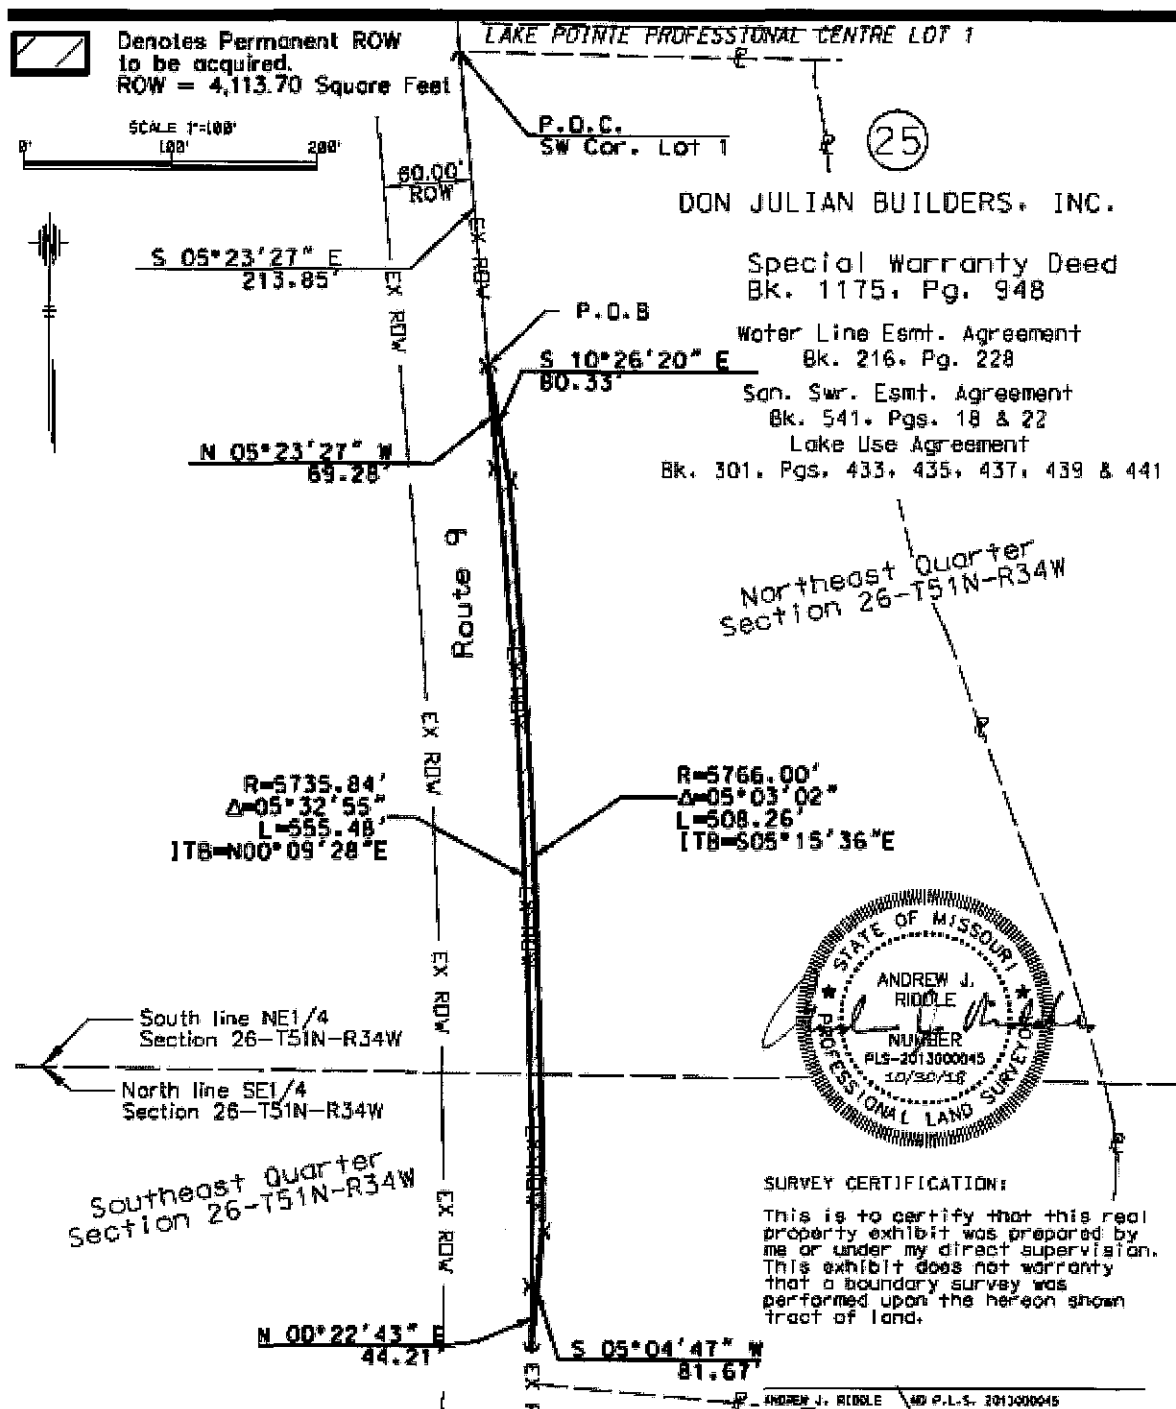 Denotes Permanent ROW
to be acquired.
ROW = 4,113.70 Square Feet
LAKE POINTE PROFESSIONAL CENTRE LOT 1
SCALE 1"=100'
0' 100' 200'
P.O.C.
SW Cor. Lot 1
25
60.00'
ROW
DON JULIAN BUILDERS, INC.
S 05°23'27" E
213.85'
EX ROW
EX ROW
Special Warranty Deed
Bk. 1175, Pg. 948
P.O.B
Water Line Esmt. Agreement
Bk. 216, Pg. 228
S 10°26'20" E
80.33'
San. Swr. Esmt. Agreement
Bk. 541, Pgs. 18 & 22
Lake Use Agreement
Bk. 301, Pgs. 433, 435, 437, 439 & 441
N 05°23'27" W
69.28'
Route 9
Northeast Quarter
Section 26-T51N-R34W
EX ROW
EX ROW
R=5735.84'
Δ=05°32'55"
L=555.48'
ITB=N00°09'28"E
R=5766.00'
Δ=05°03'02"
L=508.26'
ITB=S05°15'36"E
EX ROW
EX ROW
STATE OF MISSOURI
ANDREW J.
RIDDLE
NUMBER
PLS-2013000045
10/30/18
PROFESSIONAL LAND SURVEYOR
South line NE1/4
Section 26-T51N-R34W
North line SE1/4
Section 26-T51N-R34W
EX ROW
EX ROW
Southeast Quarter
Section 26-T51N-R34W
SURVEY CERTIFICATION:
This is to certify that this real
property exhibit was prepared by
me or under my direct supervision.
This exhibit does not warranty
that a boundary survey was
performed upon the hereon shown
tract of land.
N 00°22'43" E
44.21'
S 05°04'47" W
81.67'
EX
ANDREW J. RIDDLE MO P.L.S. 2013000045